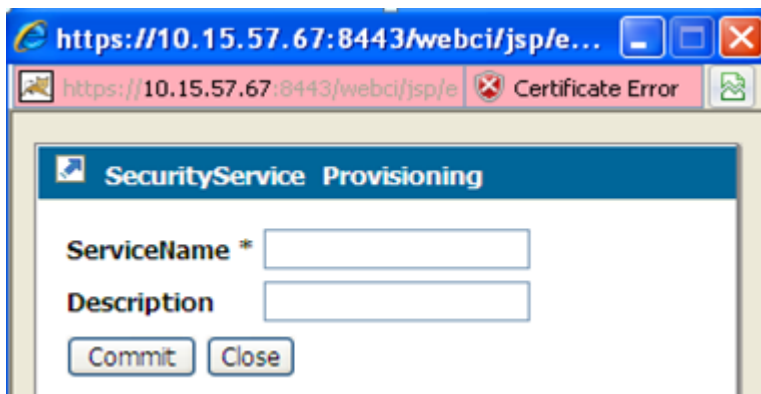 https://10.15.57.67:8443/webci/jsp/e...
https://10.15.57.67:8443/webci/jsp/e Certificate Error
SecurityService Provisioning
ServiceName *
Description
Commit Close